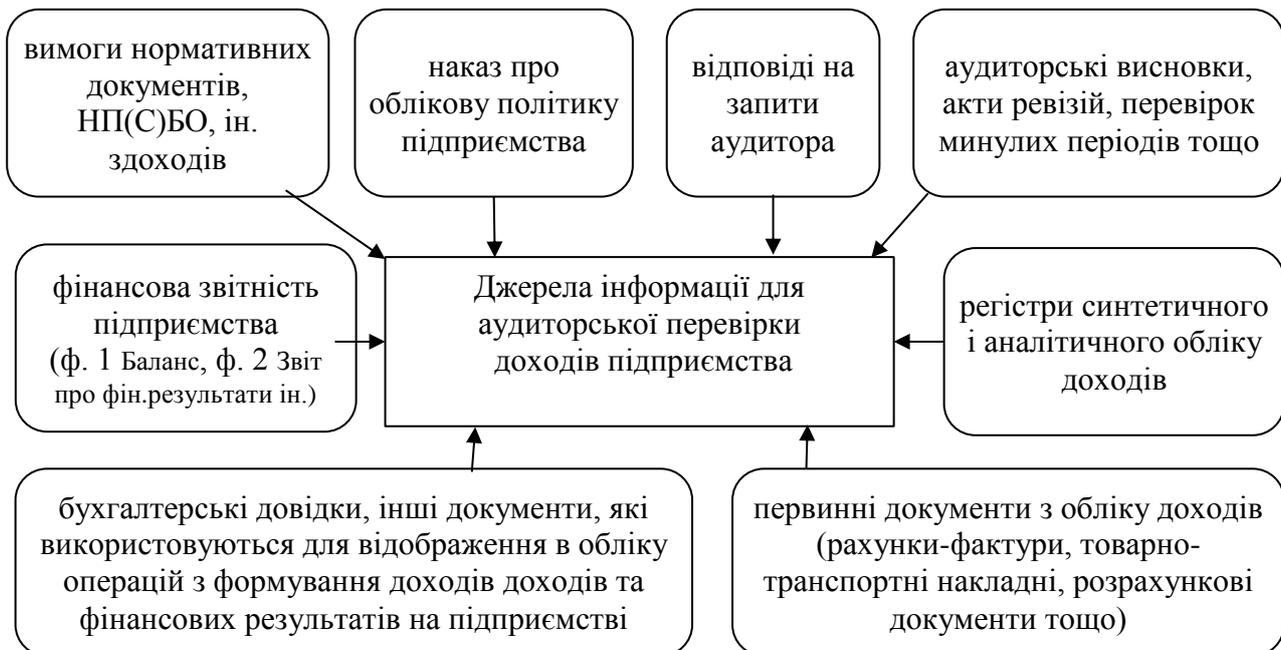 вимоги нормативних
документів,
НП(С)БО, ін.
здоходів
наказ про
облікову політику
підприємства
відповіді на
запити
аудитора
аудиторські висновки,
акти ревізій, перевірок
минулих періодів тощо
фінансова звітність
підприємства
(ф. 1 Баланс, ф. 2 Звіт
про фін.результати ін.)
Джерела інформації для
аудиторської перевірки
доходів підприємства
регістри синтетичного
і аналітичного обліку
доходів
бухгалтерські довідки, інші документи, які
використовуються для відображення в обліку
операцій з формування доходів доходів та
фінансових результатів на підприємстві
первинні документи з обліку доходів
(рахунки-фактури, товарно-
транспортні накладні, розрахункові
документи тощо)